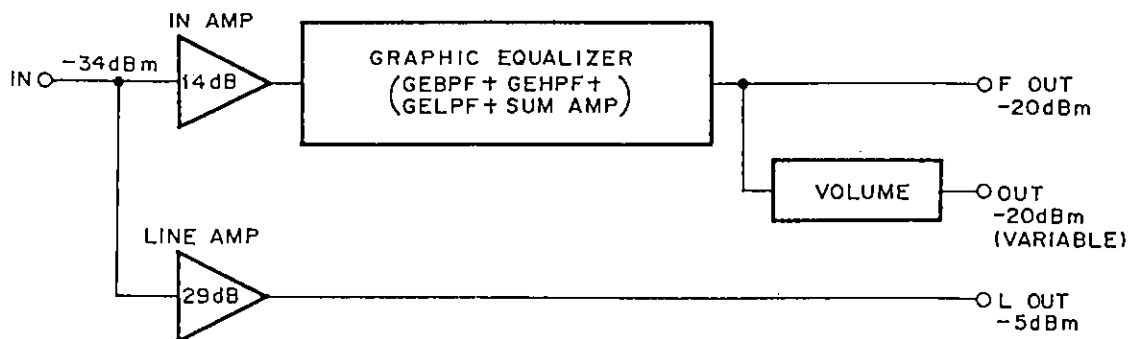 IN AMP
IN
-34dBm
14dB
GRAPHIC EQUALIZER
(GEBPF+ GEHPF+
GELPF+ SUM AMP)
F OUT
-20dBm
VOLUME
OUT
-20dBm
(VARIABLE)
LINE AMP
29dB
L OUT
-5dBm